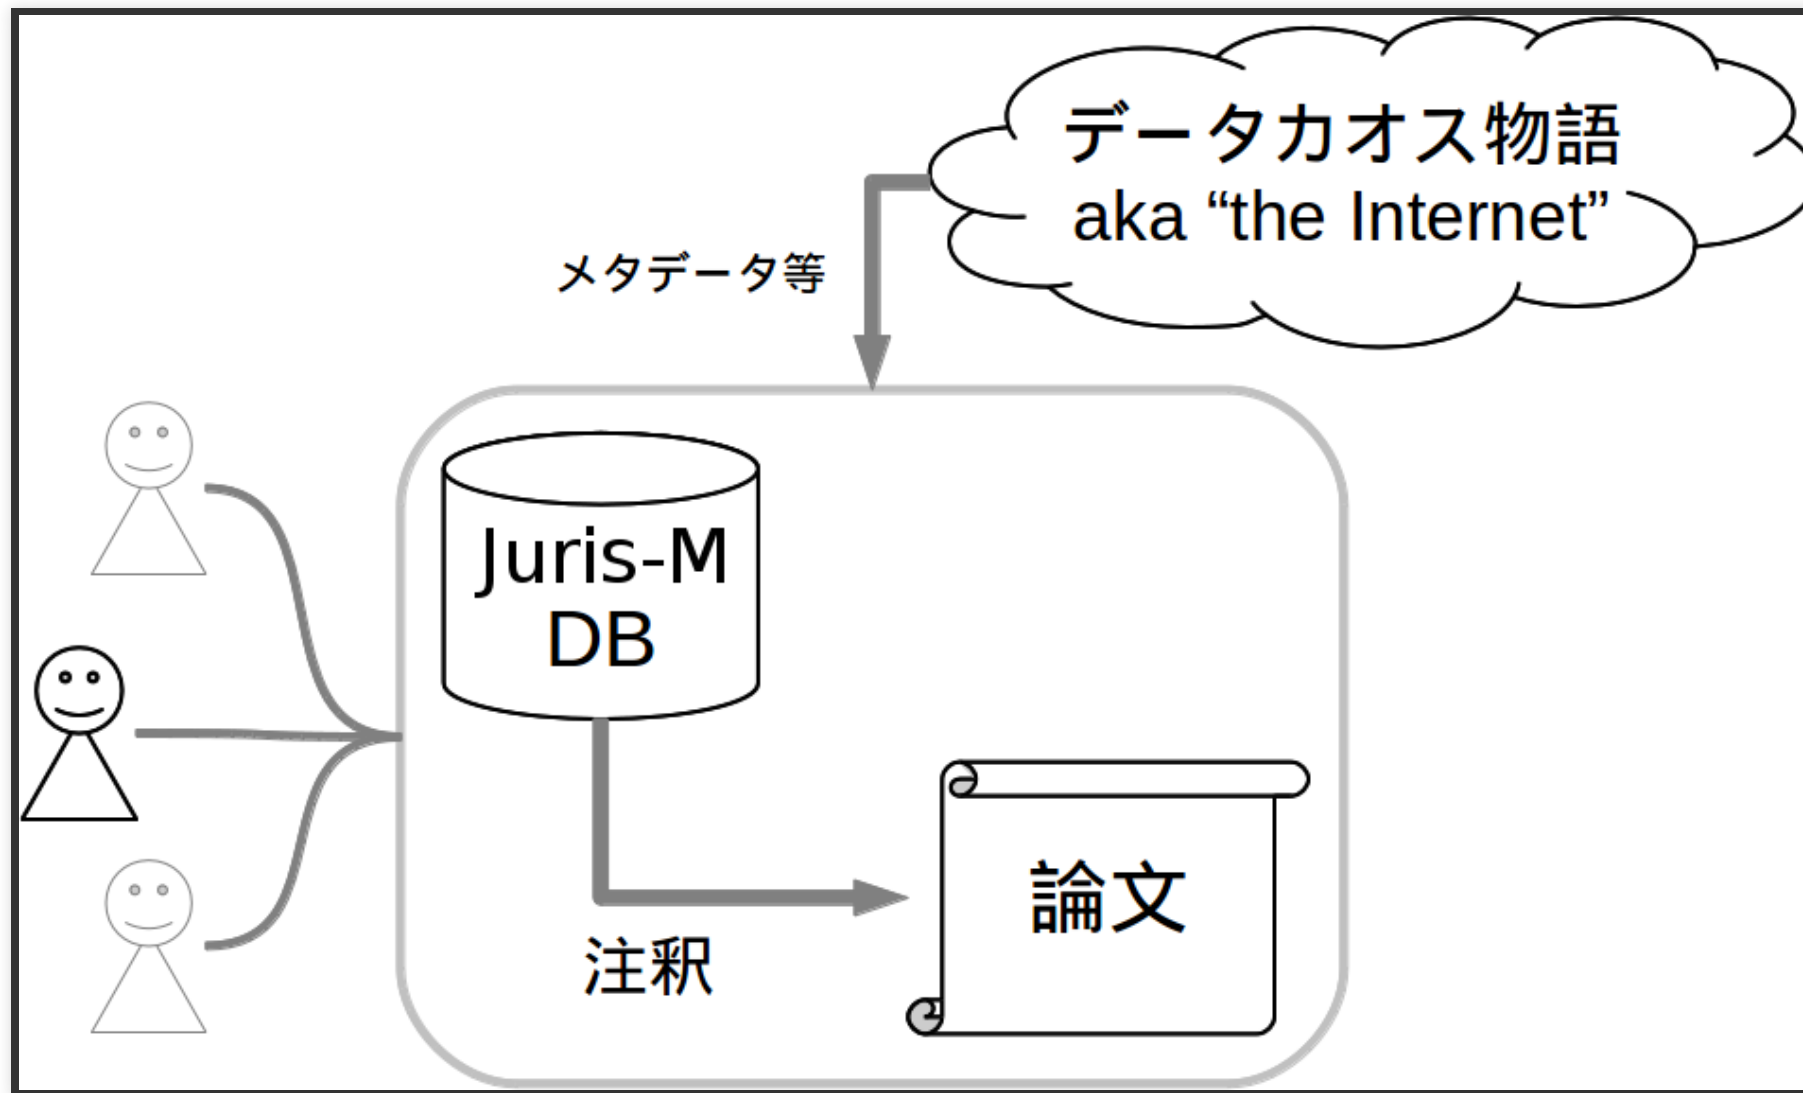 データカオス物語
aka “the Internet”
メタデータ等
Juris-M
DB
論文
注釈